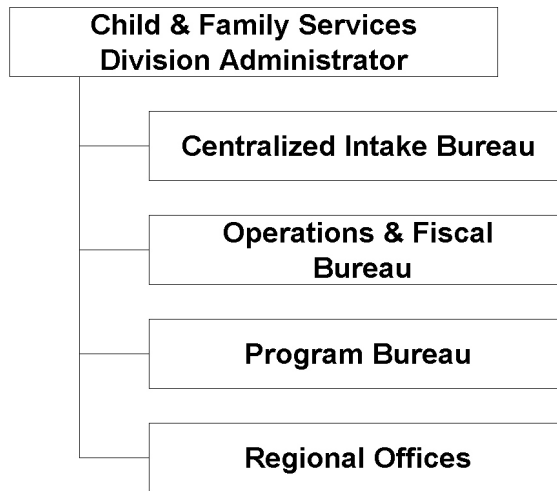 Child & Family Services
Division Administrator
Centralized Intake Bureau
Operations & Fiscal
Bureau
Program Bureau
Regional Offices